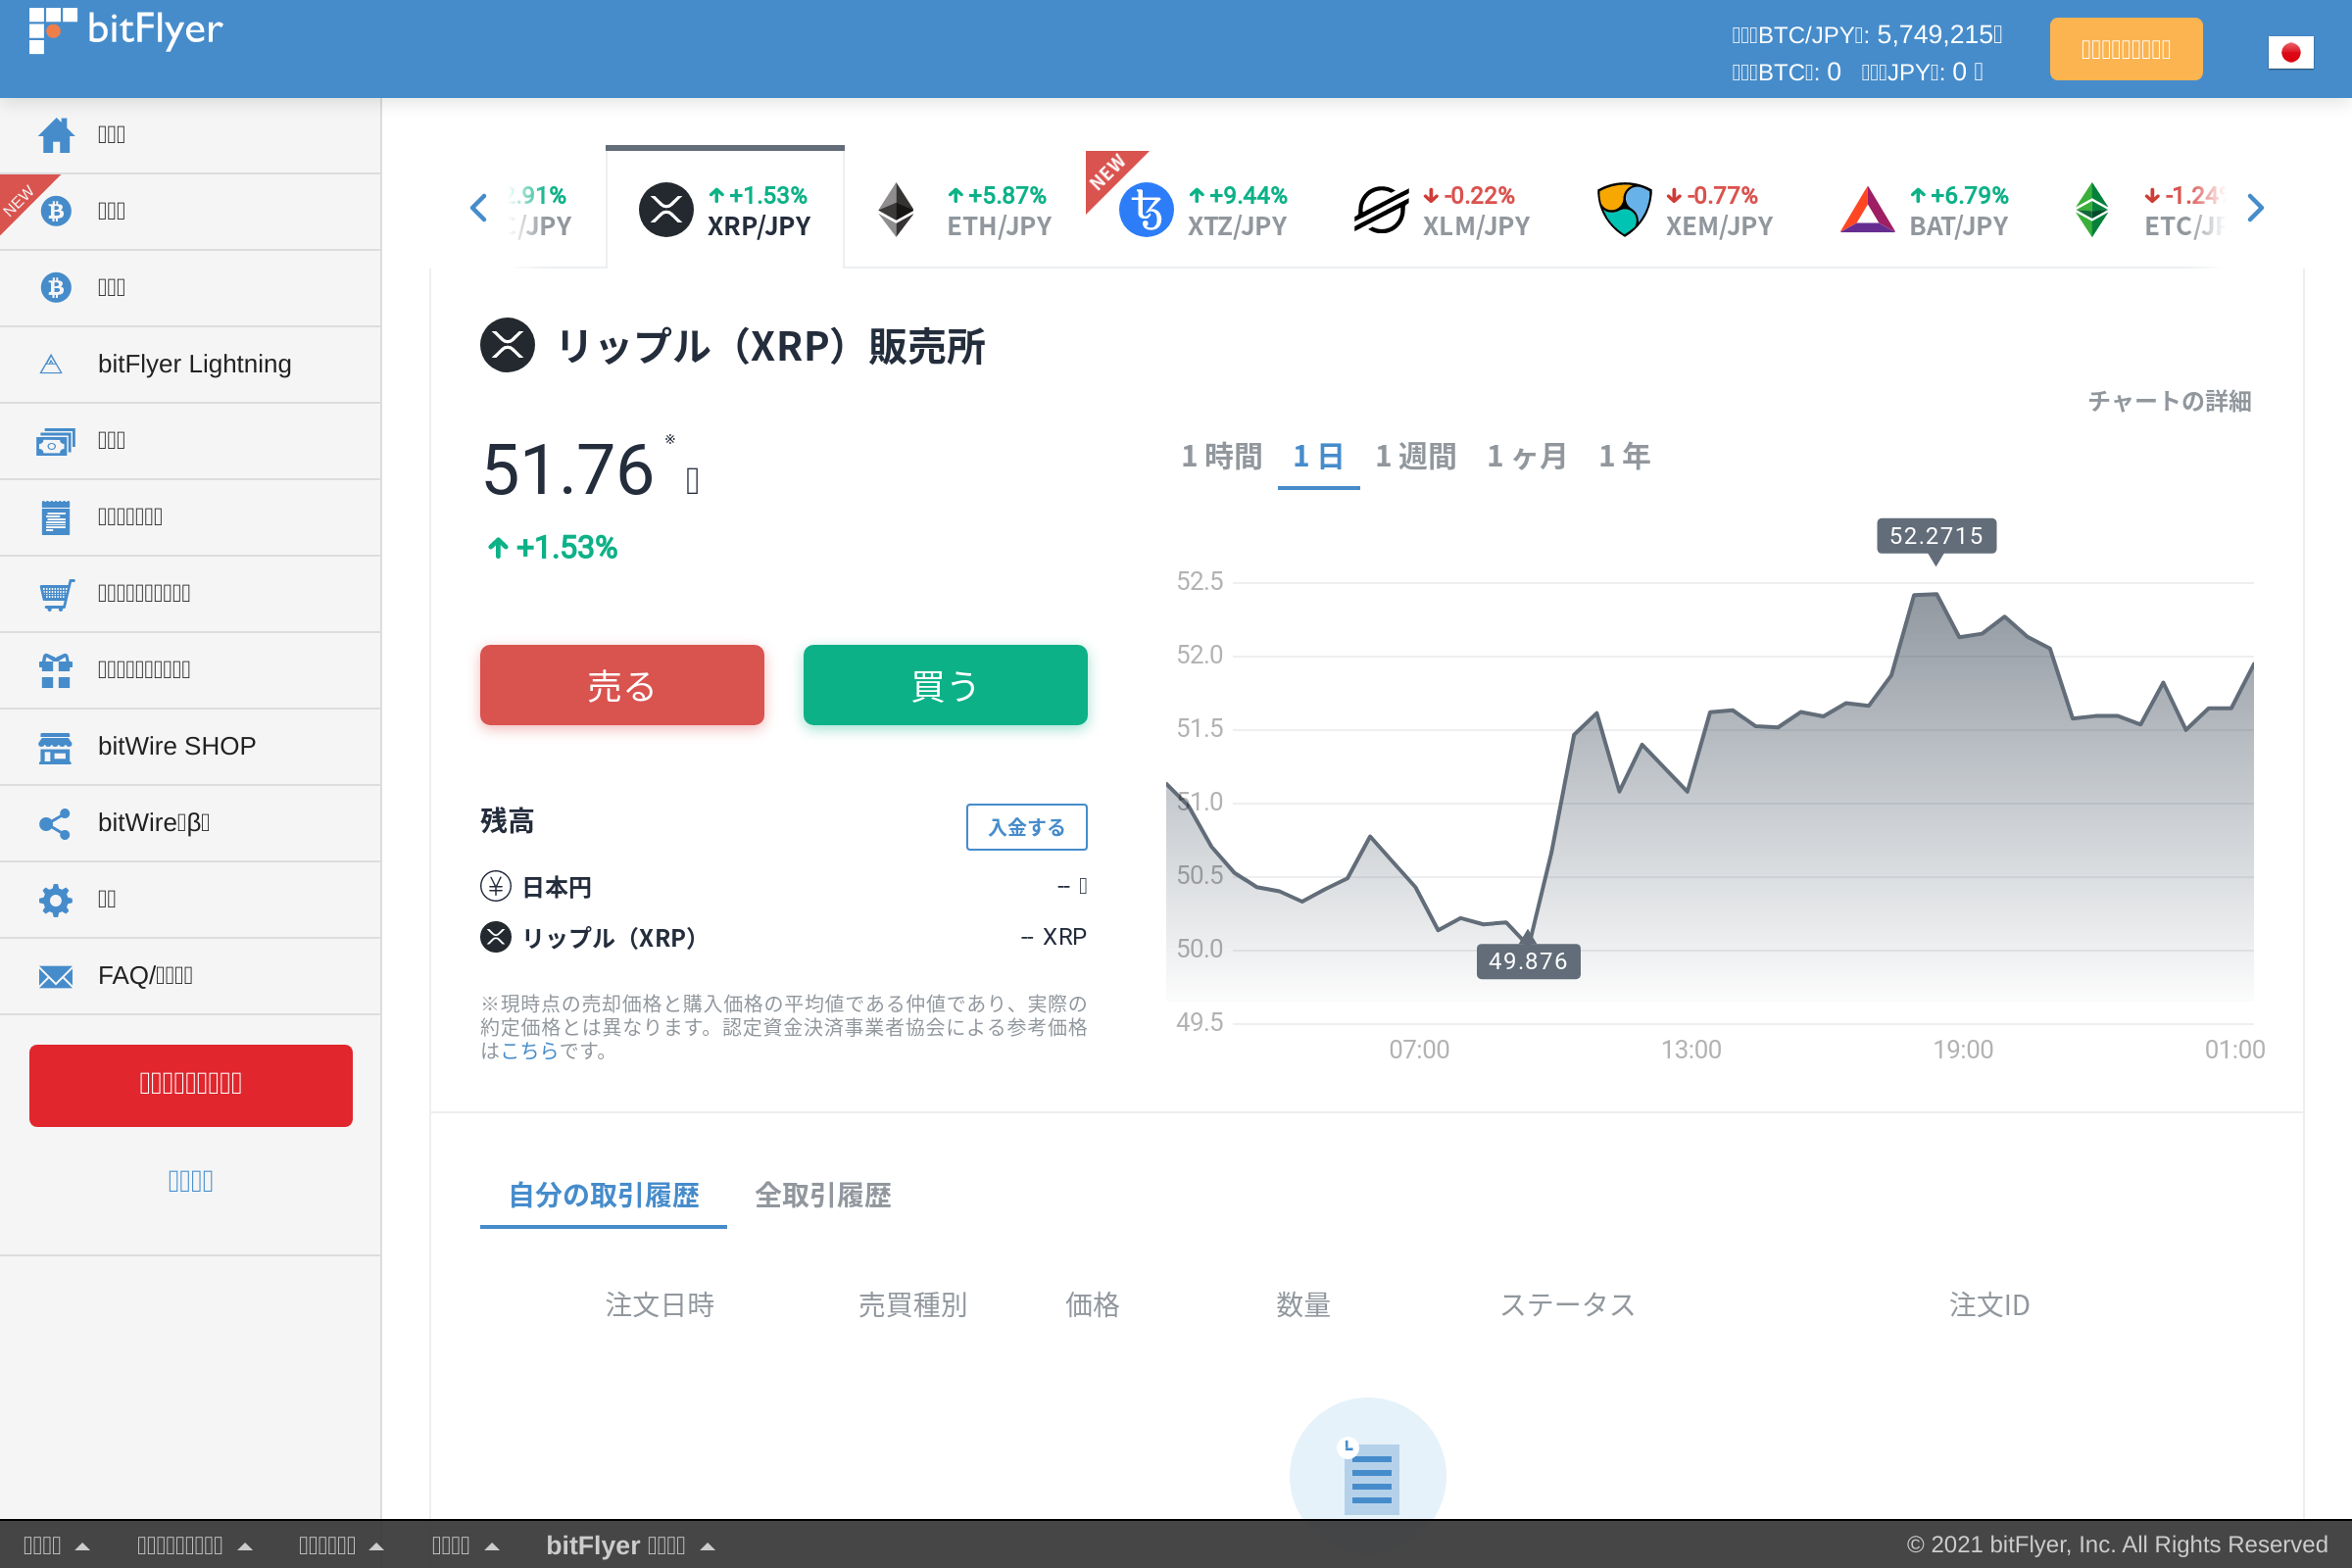 bitFlyer
BTC/JPY: 5,749,215
BTC: 0 JPY: 0
NEW
bitFlyer Lightning
bitWire SHOP
bitWire β
FAQ/
2.91%
/JPY
+1.53%
XRP/JPY
+5.87%
ETH/JPY
NEW
+9.44%
XTZ/JPY
-0.22%
XLM/JPY
-0.77%
XEM/JPY
+6.79%
BAT/JPY
-1.24
ETC/
リップル（XRP）販売所
チャートの詳細
51.76 ※
+1.53%
売る 買う
残高 入金する
日本円 --
リップル（XRP） -- XRP
※現時点の売却価格と購入価格の平均値である仲値であり、実際の
約定価格とは異なります。認定資金決済事業者協会による参考価格
はこちらです。
1 時間 1 日 1 週間 1 ヶ月 1 年
52.2715
52.5
52.0
51.5
51.0
50.5
50.0
49.876
49.5
07:00 13:00 19:00 01:00
自分の取引履歴 全取引履歴
注文日時 売買種別 価格 数量 ステータス 注文ID
bitFlyer
© 2021 bitFlyer, Inc. All Rights Reserved